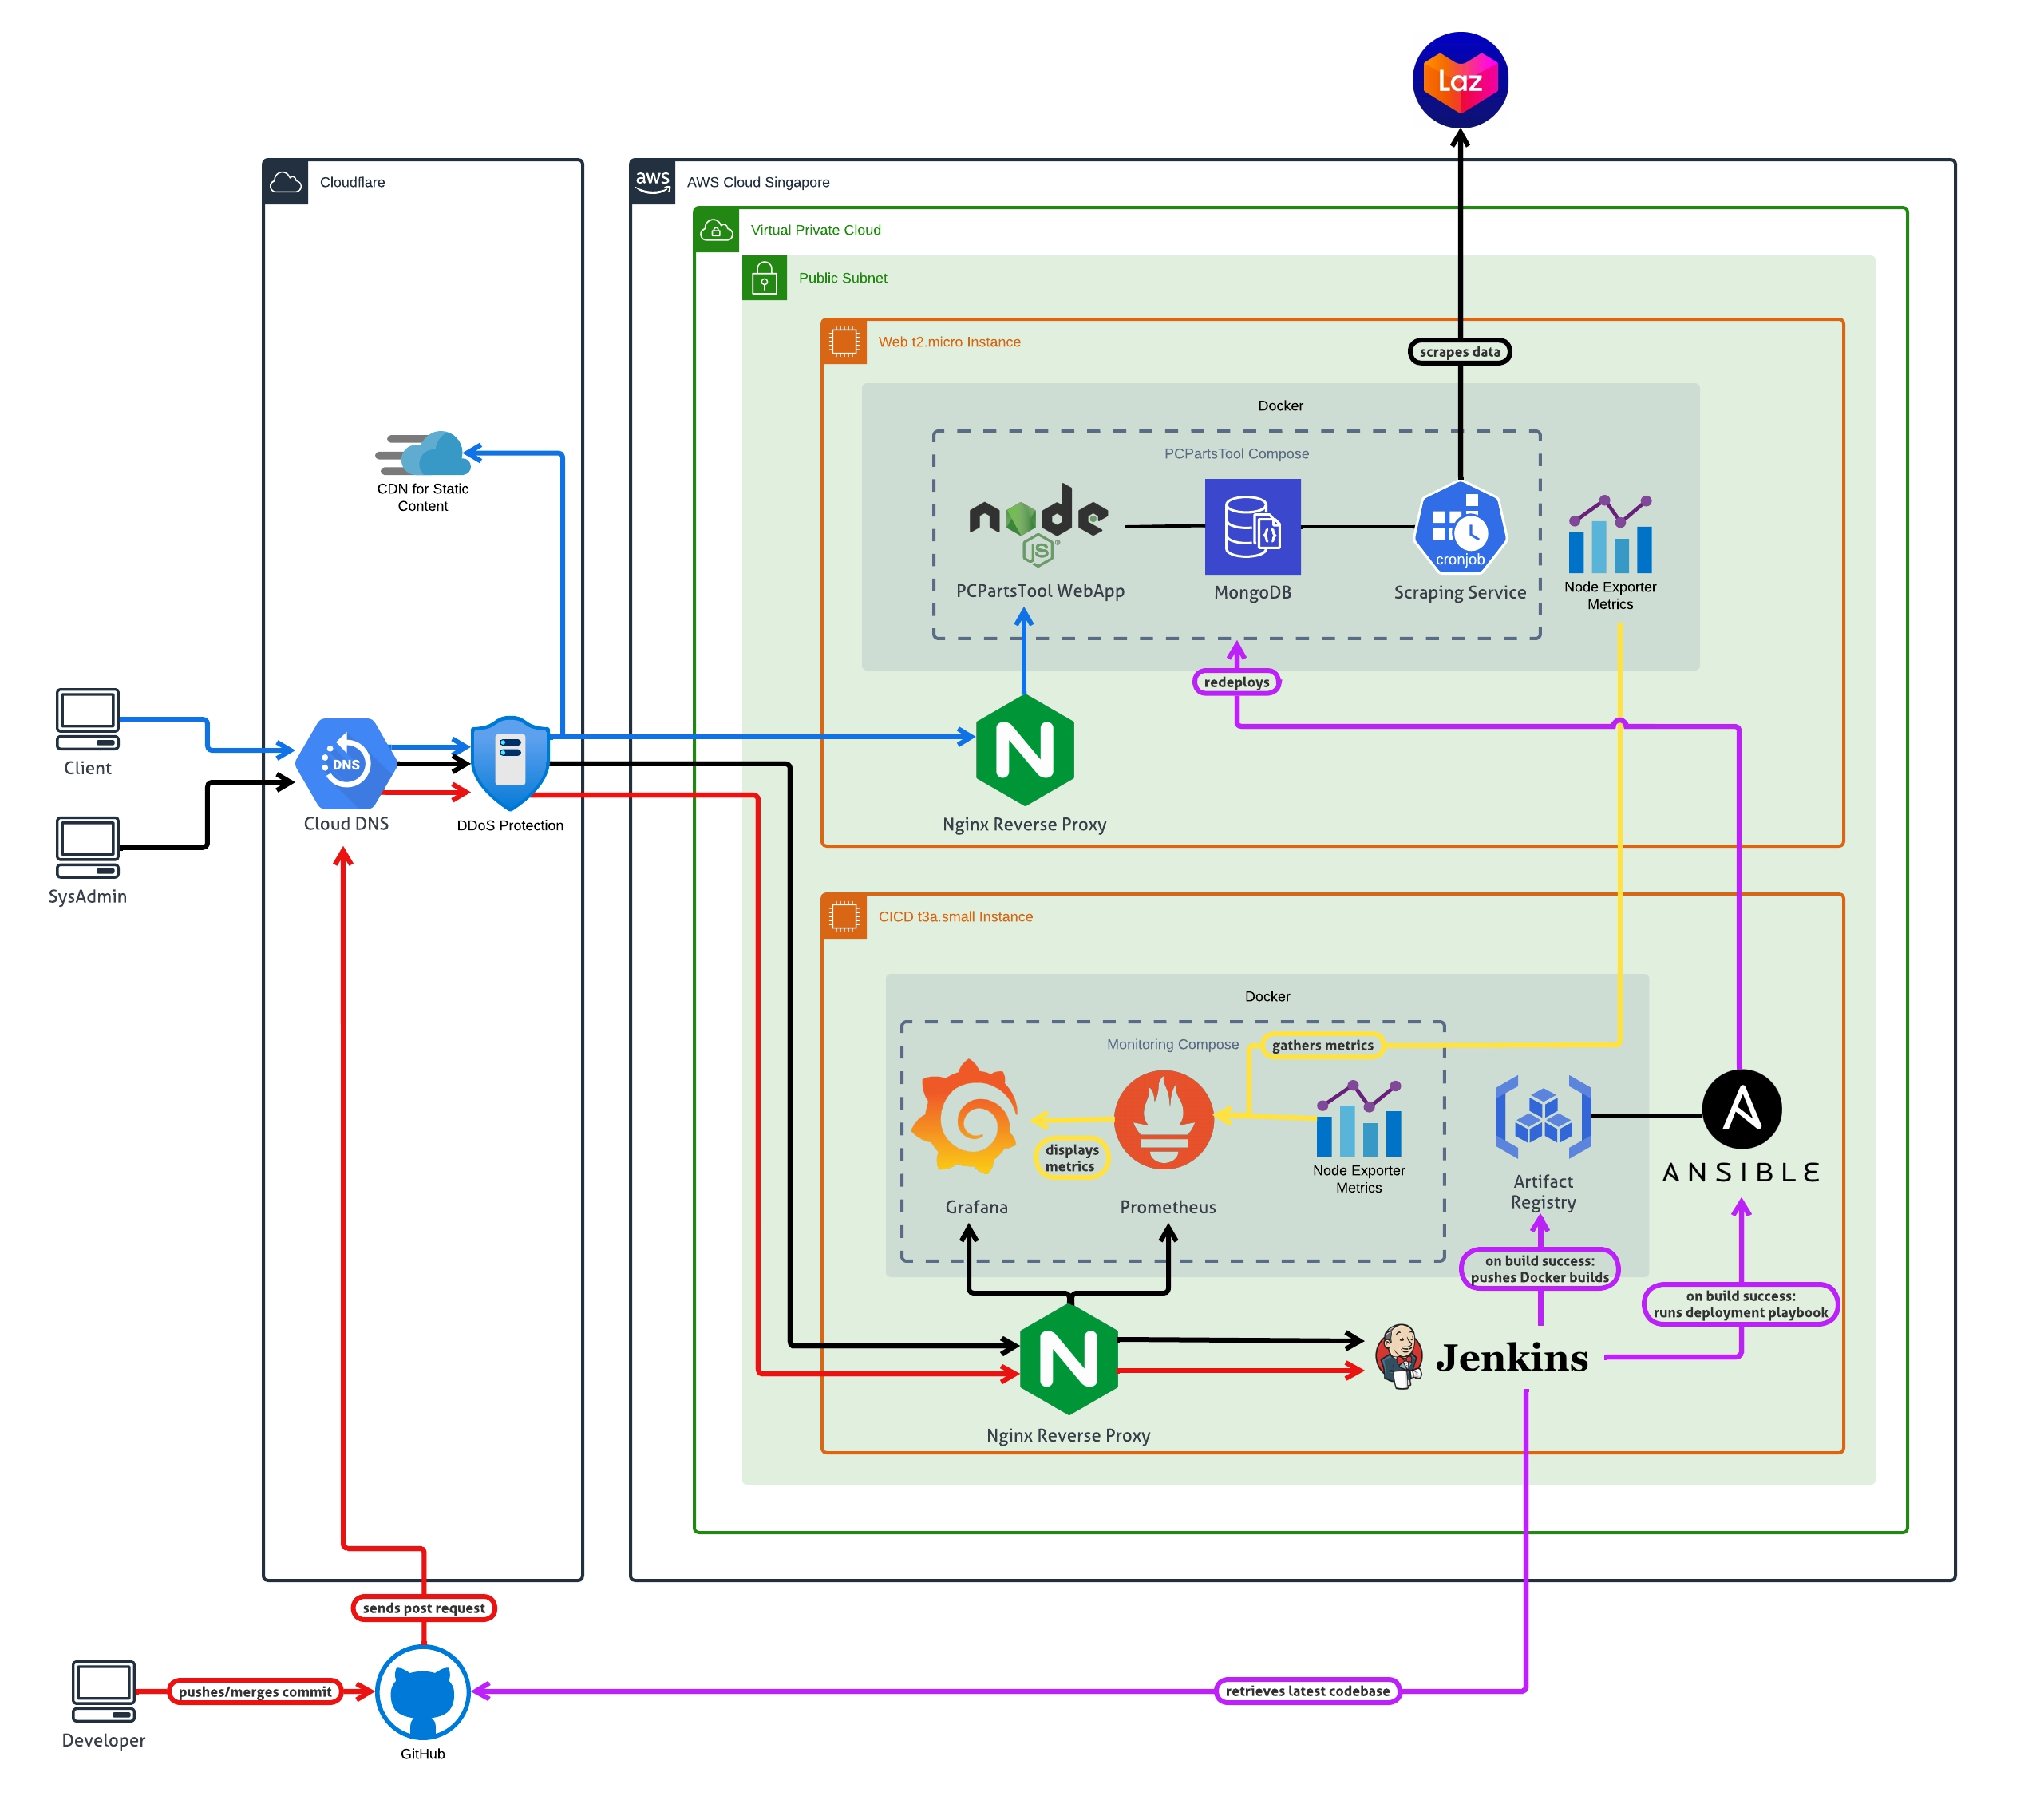 Laz
Cloudflare
aws
AWS Cloud Singapore
Virtual Private Cloud
Public Subnet
Web t2.micro Instance
scrapes data
Docker
PCPartsTool Compose
CDN for Static
Content
node
JS
cronjob
PCPartsTool WebApp
MongoDB
Scraping Service
Node Exporter
Metrics
redeploys
Client
DNS
Cloud DNS
DDoS Protection
N
Nginx Reverse Proxy
SysAdmin
CICD t3a.small Instance
Docker
Monitoring Compose
gathers metrics
displays
metrics
Node Exporter
Metrics
Grafana
Prometheus
Artifact
Registry
A
ANSIBLE
on build success:
pushes Docker builds
on build success:
runs deployment playbook
N
Jenkins
Nginx Reverse Proxy
sends post request
pushes/merges commit
retrieves latest codebase
Developer
GitHub